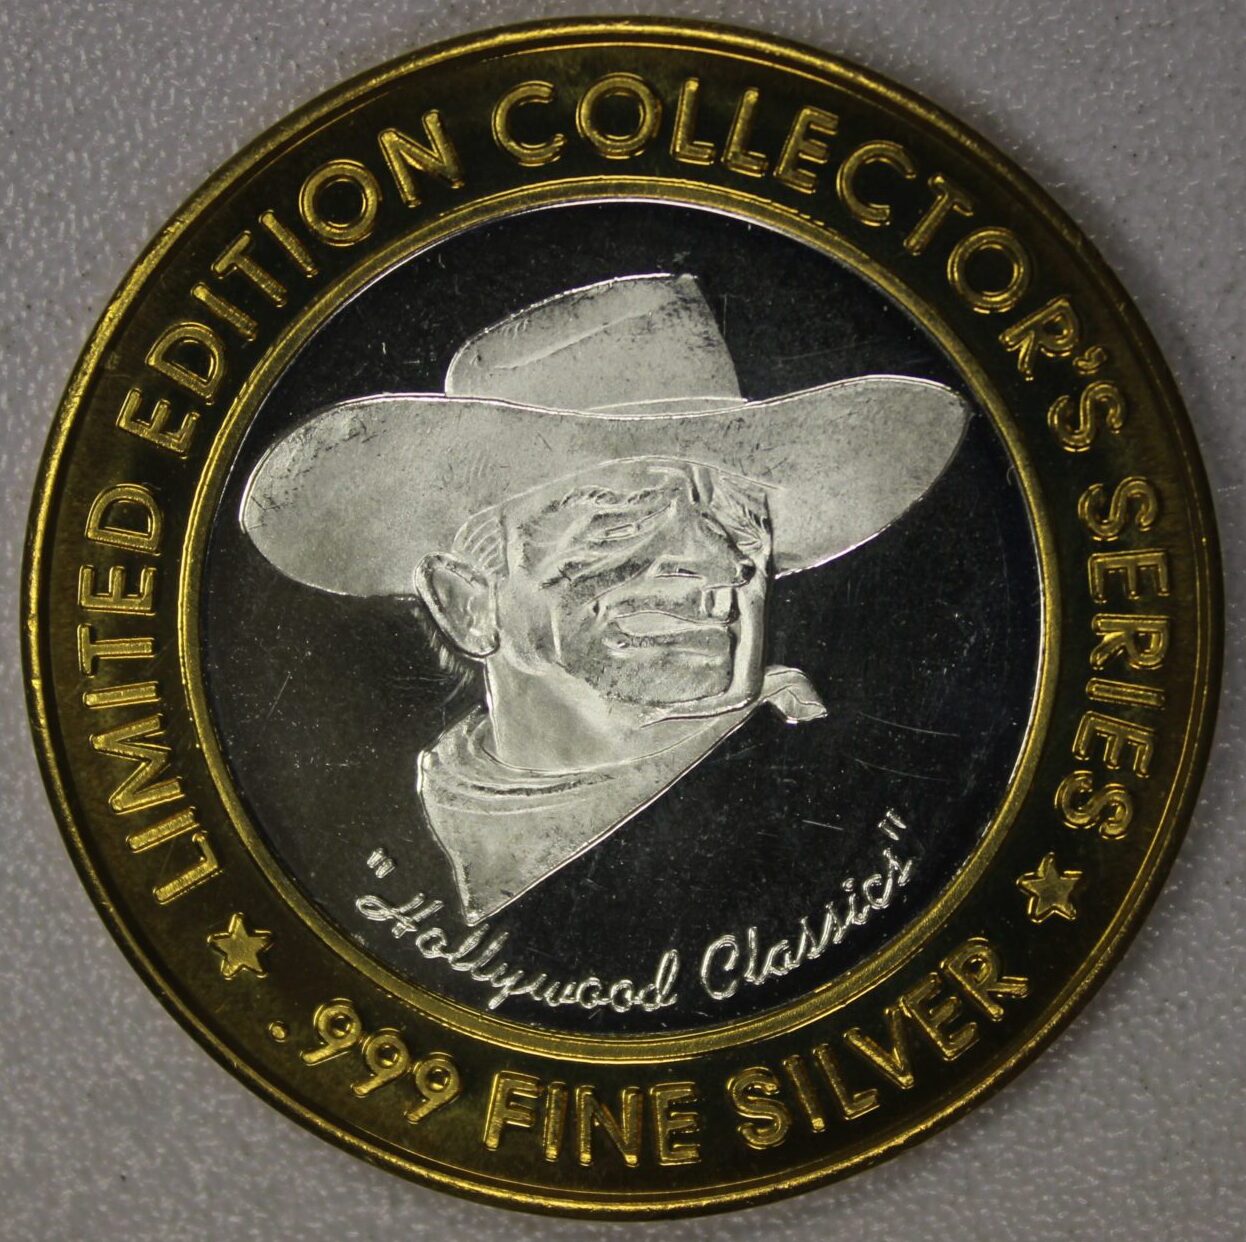 LIMITED EDITION COLLECTOR'S SERIES
"Hollywood Classics"
.999 FINE SILVER